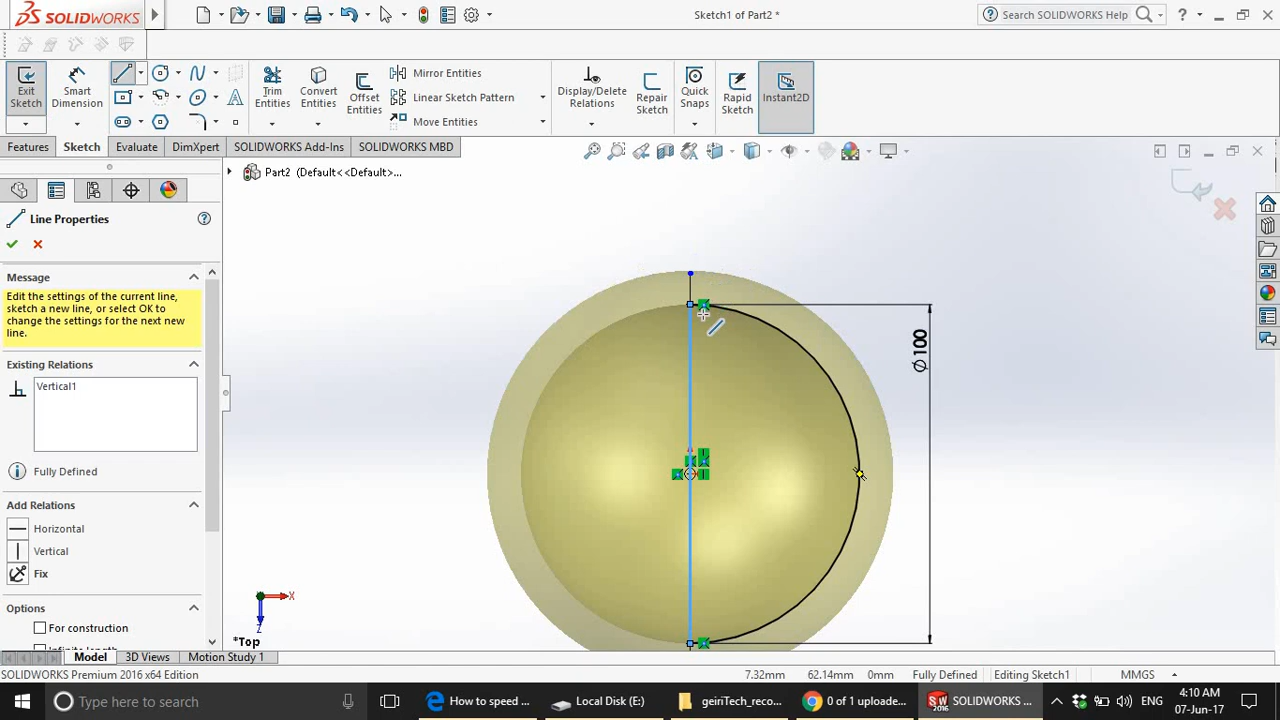 SOLIDWORKS
Sketch1 of Part2 *
Search SOLIDWORKS Help
?
Exit Sketch
Smart Dimension
Trim Entities
Convert Entities
Offset Entities
Mirror Entities
Linear Sketch Pattern
Move Entities
Display/Delete Relations
Repair Sketch
Quick Snaps
Rapid Sketch
Instant2D
Features
Sketch
Evaluate
DimXpert
SOLIDWORKS Add-Ins
SOLIDWORKS MBD
Part2 (Default<<Default>...
Line Properties
?
Message
Edit the settings of the current line,
sketch a new line, or select OK to
change the settings for the next new
line.
Existing Relations
Vertical1
Fully Defined
Add Relations
Horizontal
Vertical
Fix
Options
For construction
∅100
X
Z
*Top
Model
3D Views
Motion Study 1
SOLIDWORKS Premium 2016 x64 Edition
7.32mm
62.14mm
0mm
Fully Defined
Editing Sketch1
MMGS
Type here to search
How to speed ...
Local Disk (E:)
geiriTech_reco...
0 of 1 uploade...
SOLIDWORKS ...
ENG
4:10 AM
07-Jun-17